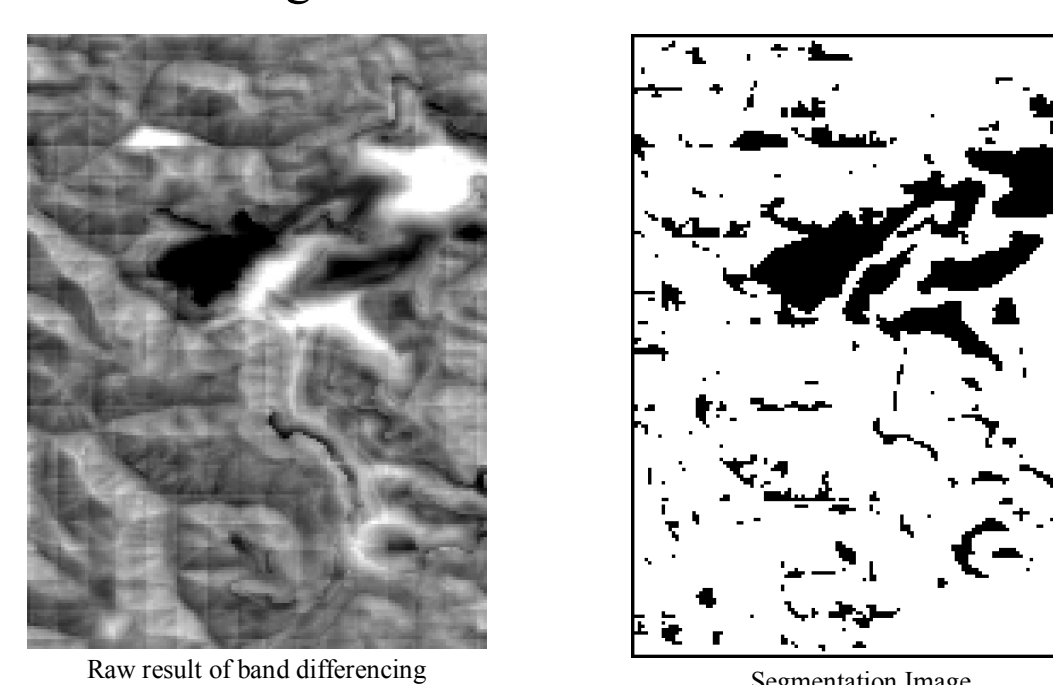 Raw result of band differencing
Segmentation Image